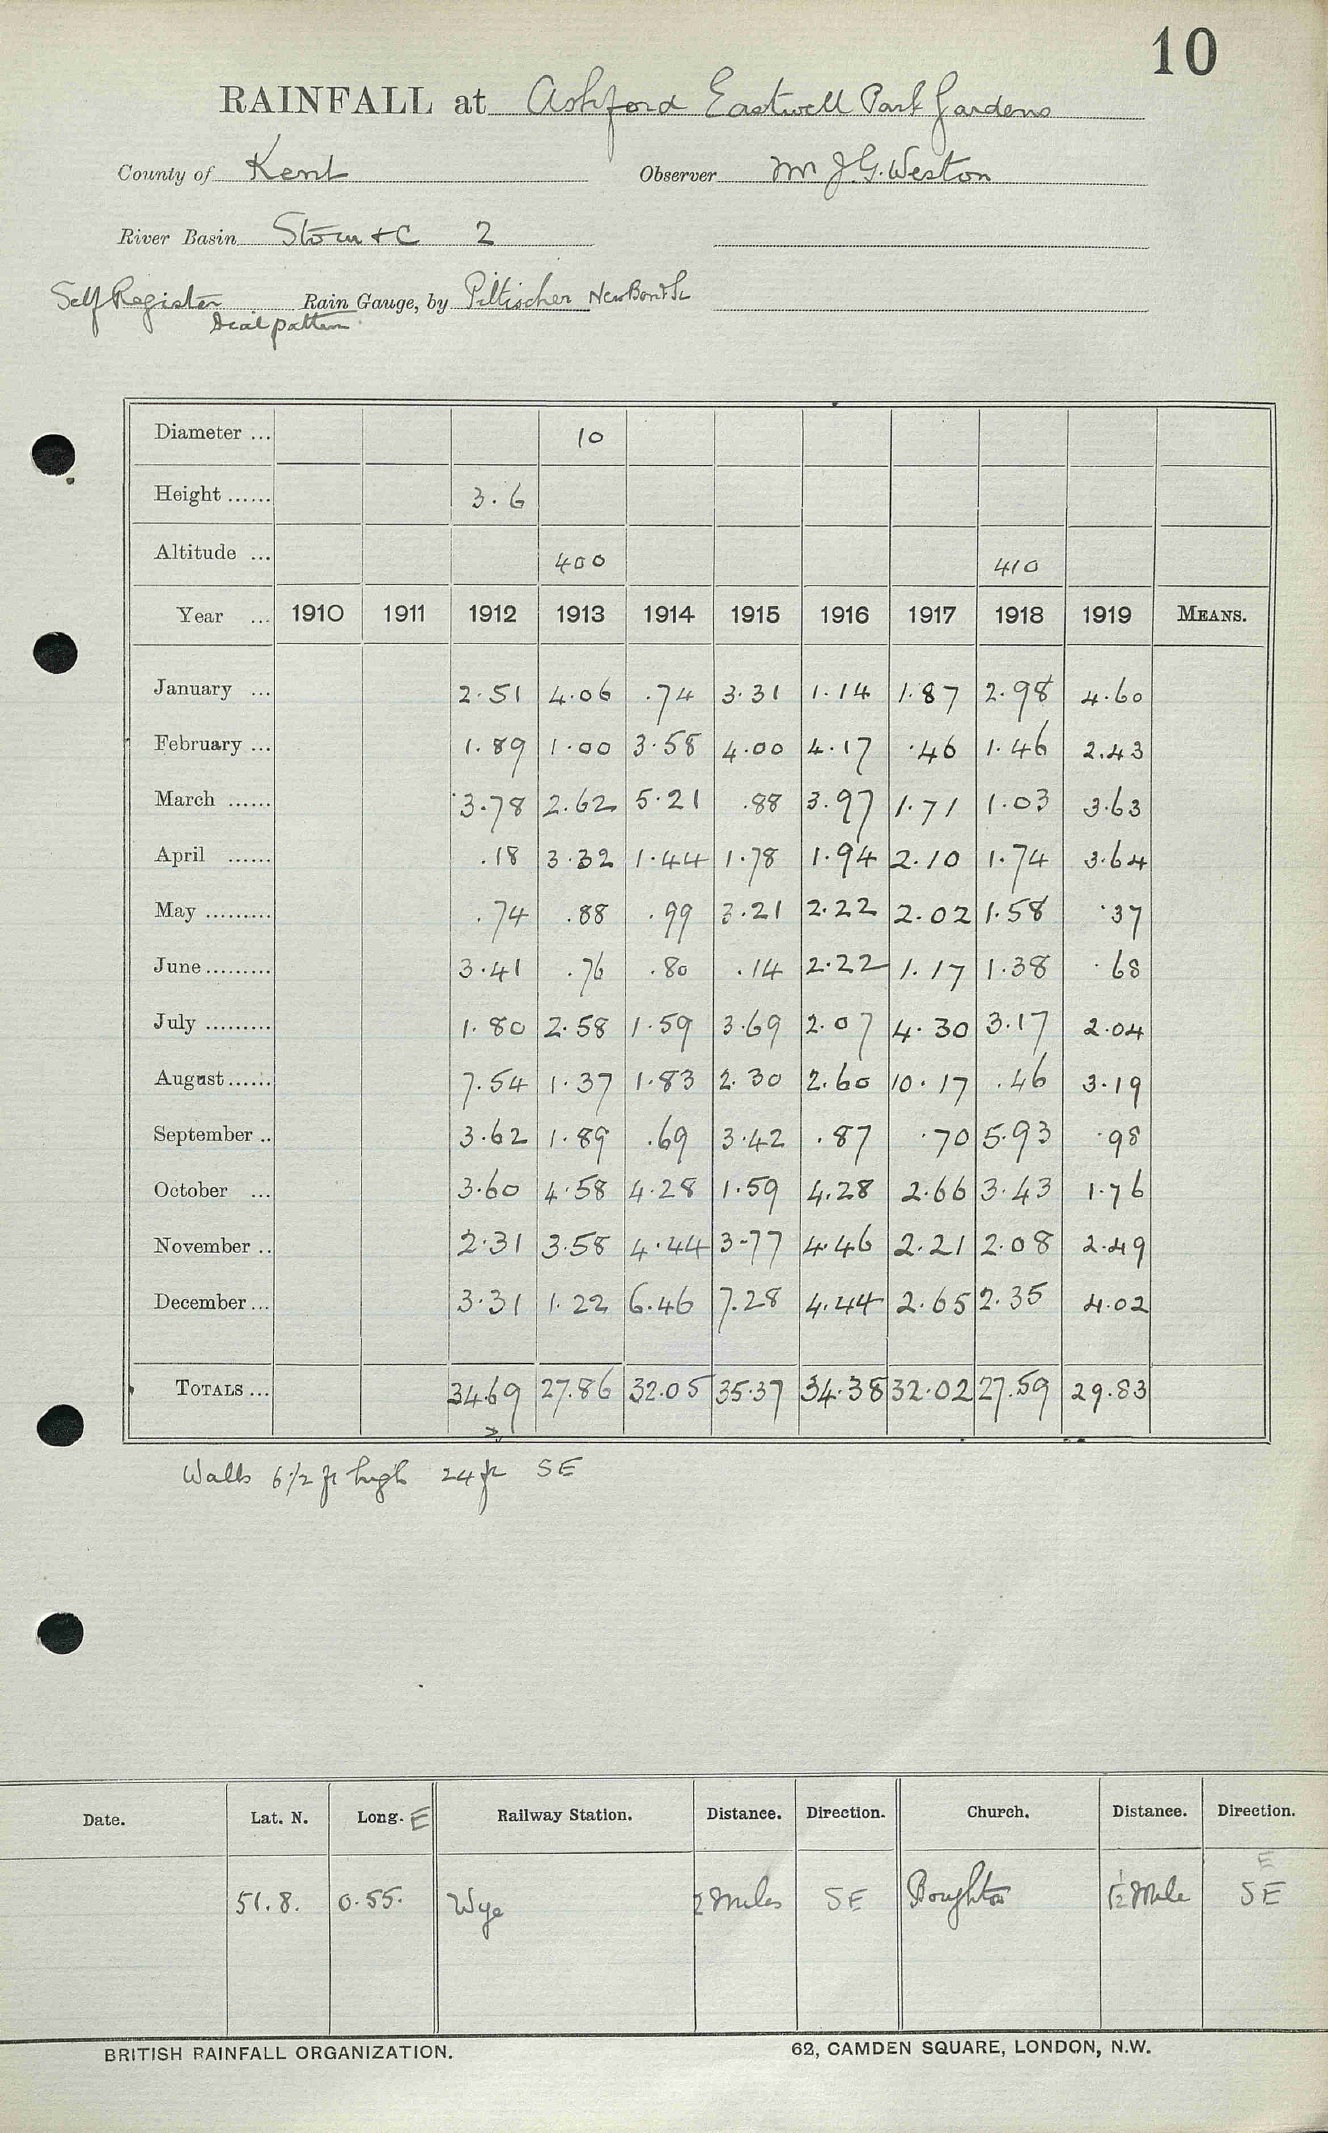 10
RAINFALL at Ashford Eastwell Park Gardens
County of Kent Observer Mr J.G. Weston
River Basin Stour + C 2
Self Register Rain Gauge, by Piltischer New Bond St
Dial pattern
Diameter ... 10
Height ...... 3.6
Altitude ... 400 410
Year ... 1910 1911 1912 1913 1914 1915 1916 1917 1918 1919 MEANS.
January ... 2.51 4.06 .74 3.31 1.14 1.87 2.98 4.60
February ... 1.89 1.00 3.58 4.00 4.17 .46 1.46 2.43
March ...... 3.78 2.62 5.21 .88 3.97 1.71 1.03 3.63
April ...... .18 3.32 1.44 1.78 1.94 2.10 1.74 3.64
May ......... .74 .88 .99 3.21 2.22 2.02 1.58 .37
June ......... 3.41 .76 .80 .14 2.22 1.17 1.38 .68
July ......... 1.80 2.58 1.59 3.69 2.07 4.30 3.17 2.04
August ...... 7.54 1.37 1.83 2.30 2.60 10.17 .46 3.19
September .. 3.62 1.89 .69 3.42 .87 .70 5.93 .98
October ... 3.60 4.58 4.28 1.59 4.28 2.66 3.43 1.76
November .. 2.31 3.58 4.44 3.77 4.46 2.21 2.08 2.49
December ... 3.31 1.22 6.46 7.28 4.44 2.65 2.35 4.02
TOTALS ... 34.69 27.86 32.05 35.37 34.38 32.02 27.59 29.83
Walls 6 1/2 ft high 24 ft SE
Date. Lat. N. Long. E Railway Station. Distance. Direction. Church. Distance. Direction.
E
51.8. 0.55. Wye 2 Miles SE Boughton 1/2 Mile SE
BRITISH RAINFALL ORGANIZATION. 62, CAMDEN SQUARE, LONDON, N.W.